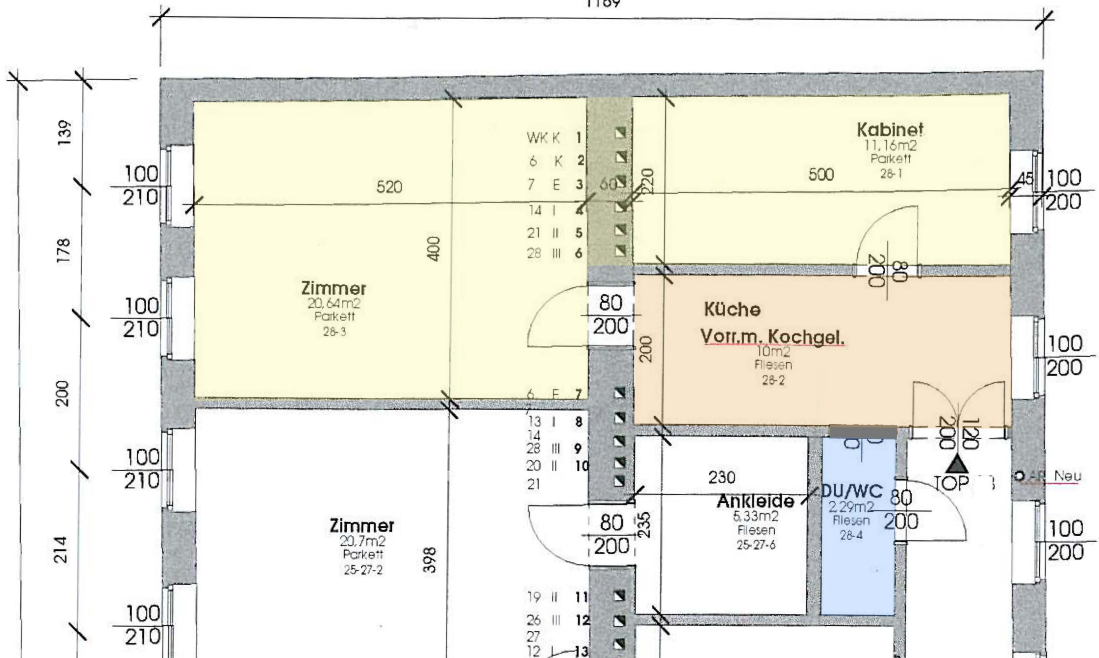 1189
139
178
200
214
100
210
100
210
100
210
100
210
520
400
WK K 1
6 K 2
7 E 3
14 I 4
21 II 5
28 III 6
60
220
500
45
100
200
Kabinet
11,16m2
Parkett
28-1
80
200
Zimmer
20,64m2
Parkett
28-3
80
200
200
Küche
Vorr.m. Kochgel.
10m2
Fliesen
28-2
100
200
120
200
6 E 7
7
13 I 8
14
28 III 9
20 II 10
21
TOP
Neu
230
235
Ankleide
5,33m2
Fliesen
25-27-6
DU/WC
2,29m2
Fliesen
28-4
80
200
100
200
Zimmer
20,7m2
Parkett
25-27-2
398
80
200
19 II 11
26 III 12
27
12 I 13